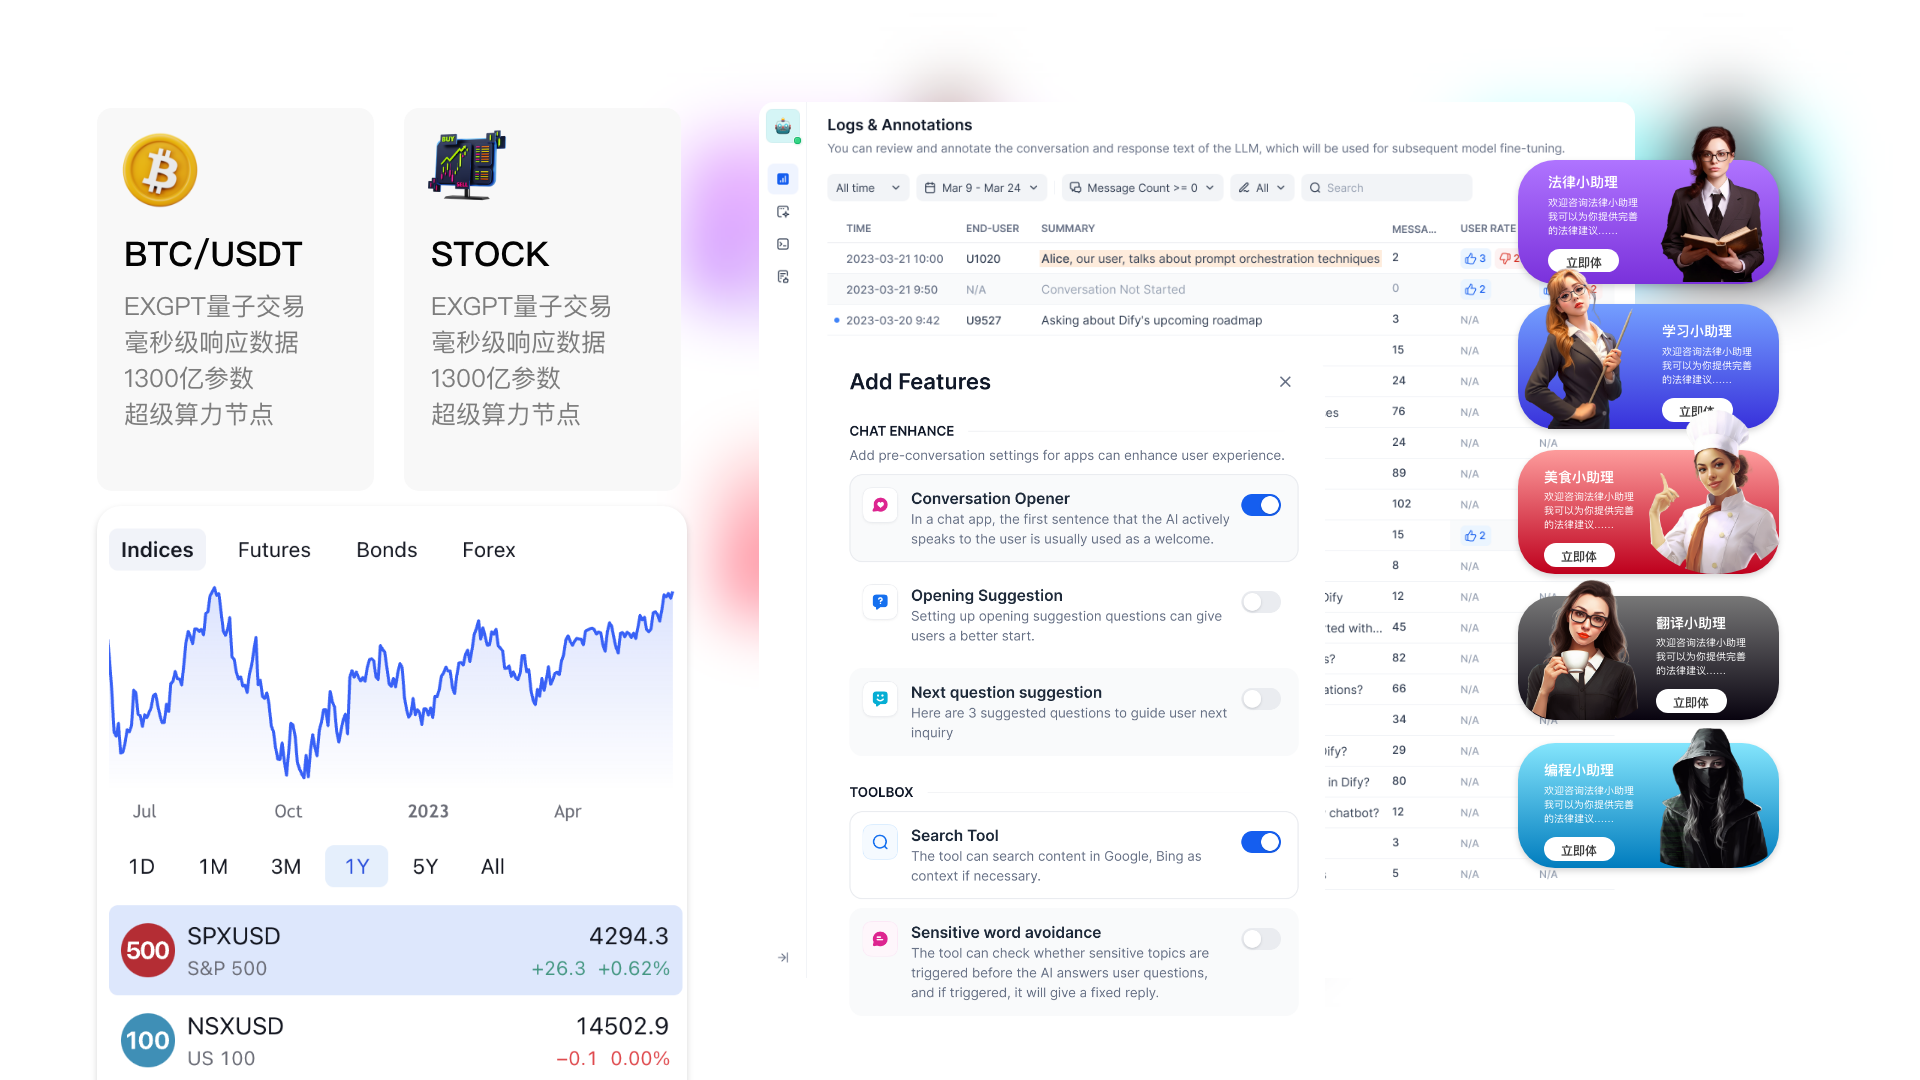 BTC/USDT
EXGPT量子交易
毫秒级响应数据
1300亿参数
超级算力节点
STOCK
EXGPT量子交易
毫秒级响应数据
1300亿参数
超级算力节点
Indices Futures Bonds Forex
Jul Oct 2023 Apr
1D 1M 3M 1Y 5Y All
500 SPXUSD 4294.3
S&P 500 +26.3 +0.62%
100 NSXUSD 14502.9
US 100 −0.1 0.00%
Logs & Annotations
You can review and annotate the conversation and response text of the LLM, which will be used for subsequent model fine-tuning.
All time Mar 9 - Mar 24 Message Count >= 0 All Search
TIME END-USER SUMMARY MESSA... USER RATE
2023-03-21 10:00 U1020 Alice, our user, talks about prompt orchestration techniques 2 3 2
2023-03-21 9:50 N/A Conversation Not Started 0 2
2023-03-20 9:42 U9527 Asking about Dify's upcoming roadmap 3 N/A
15 N/A
24 N/A
es 76 N/A
24 N/A N/A
89 N/A
102 N/A
15 2
8 N/A
Dify 12 N/A N/A
ted with... 45 N/A
s? 82 N/A
ations? 66 N/A
34 N/A N/A
Dify? 29 N/A
in Dify? 80 N/A
chatbot? 12 N/A
3 N/A
5 N/A N/A
Add Features
CHAT ENHANCE
Add pre-conversation settings for apps can enhance user experience.
Conversation Opener
In a chat app, the first sentence that the AI actively
speaks to the user is usually used as a welcome.
Opening Suggestion
Setting up opening suggestion questions can give
users a better start.
Next question suggestion
Here are 3 suggested questions to guide user next
inquiry
TOOLBOX
Search Tool
The tool can search content in Google, Bing as
context if necessary.
Sensitive word avoidance
The tool can check whether sensitive topics are
triggered before the AI answers user questions,
and if triggered, it will give a fixed reply.
法律小助理
欢迎咨询法律小助理
我可以为你提供完善
的法律建议......
立即体
学习小助理
欢迎咨询法律小助理
我可以为你提供完善
的法律建议......
立即体
美食小助理
欢迎咨询法律小助理
我可以为你提供完善
的法律建议......
立即体
翻译小助理
欢迎咨询法律小助理
我可以为你提供完善
的法律建议......
立即体
编程小助理
欢迎咨询法律小助理
我可以为你提供完善
的法律建议......
立即体